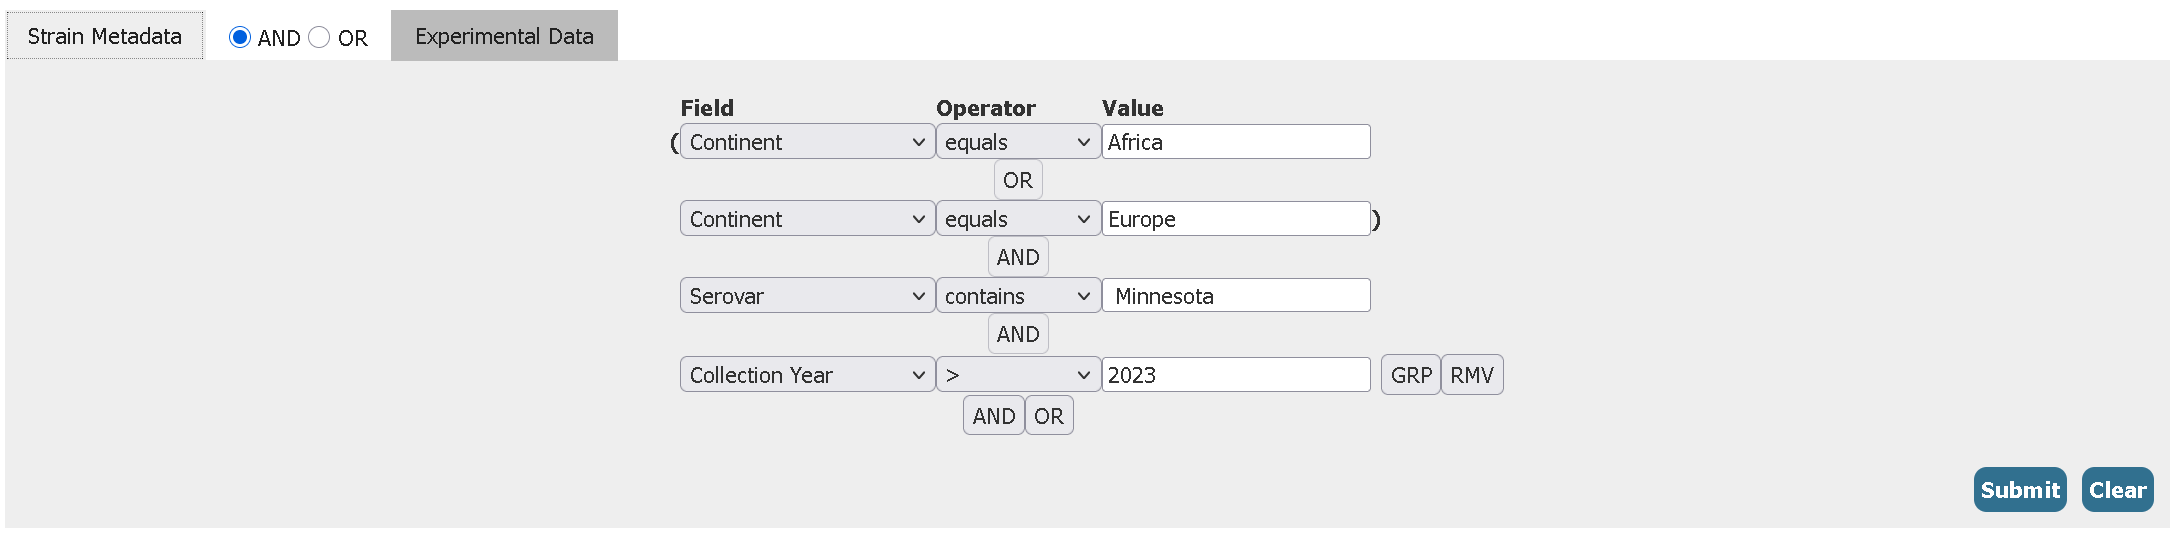 Strain Metadata AND OR Experimental Data
Field Operator Value
( Continent equals Africa
OR
Continent equals Europe )
AND
Serovar contains Minnesota
AND
Collection Year > 2023 GRP RMV
AND OR
Submit Clear